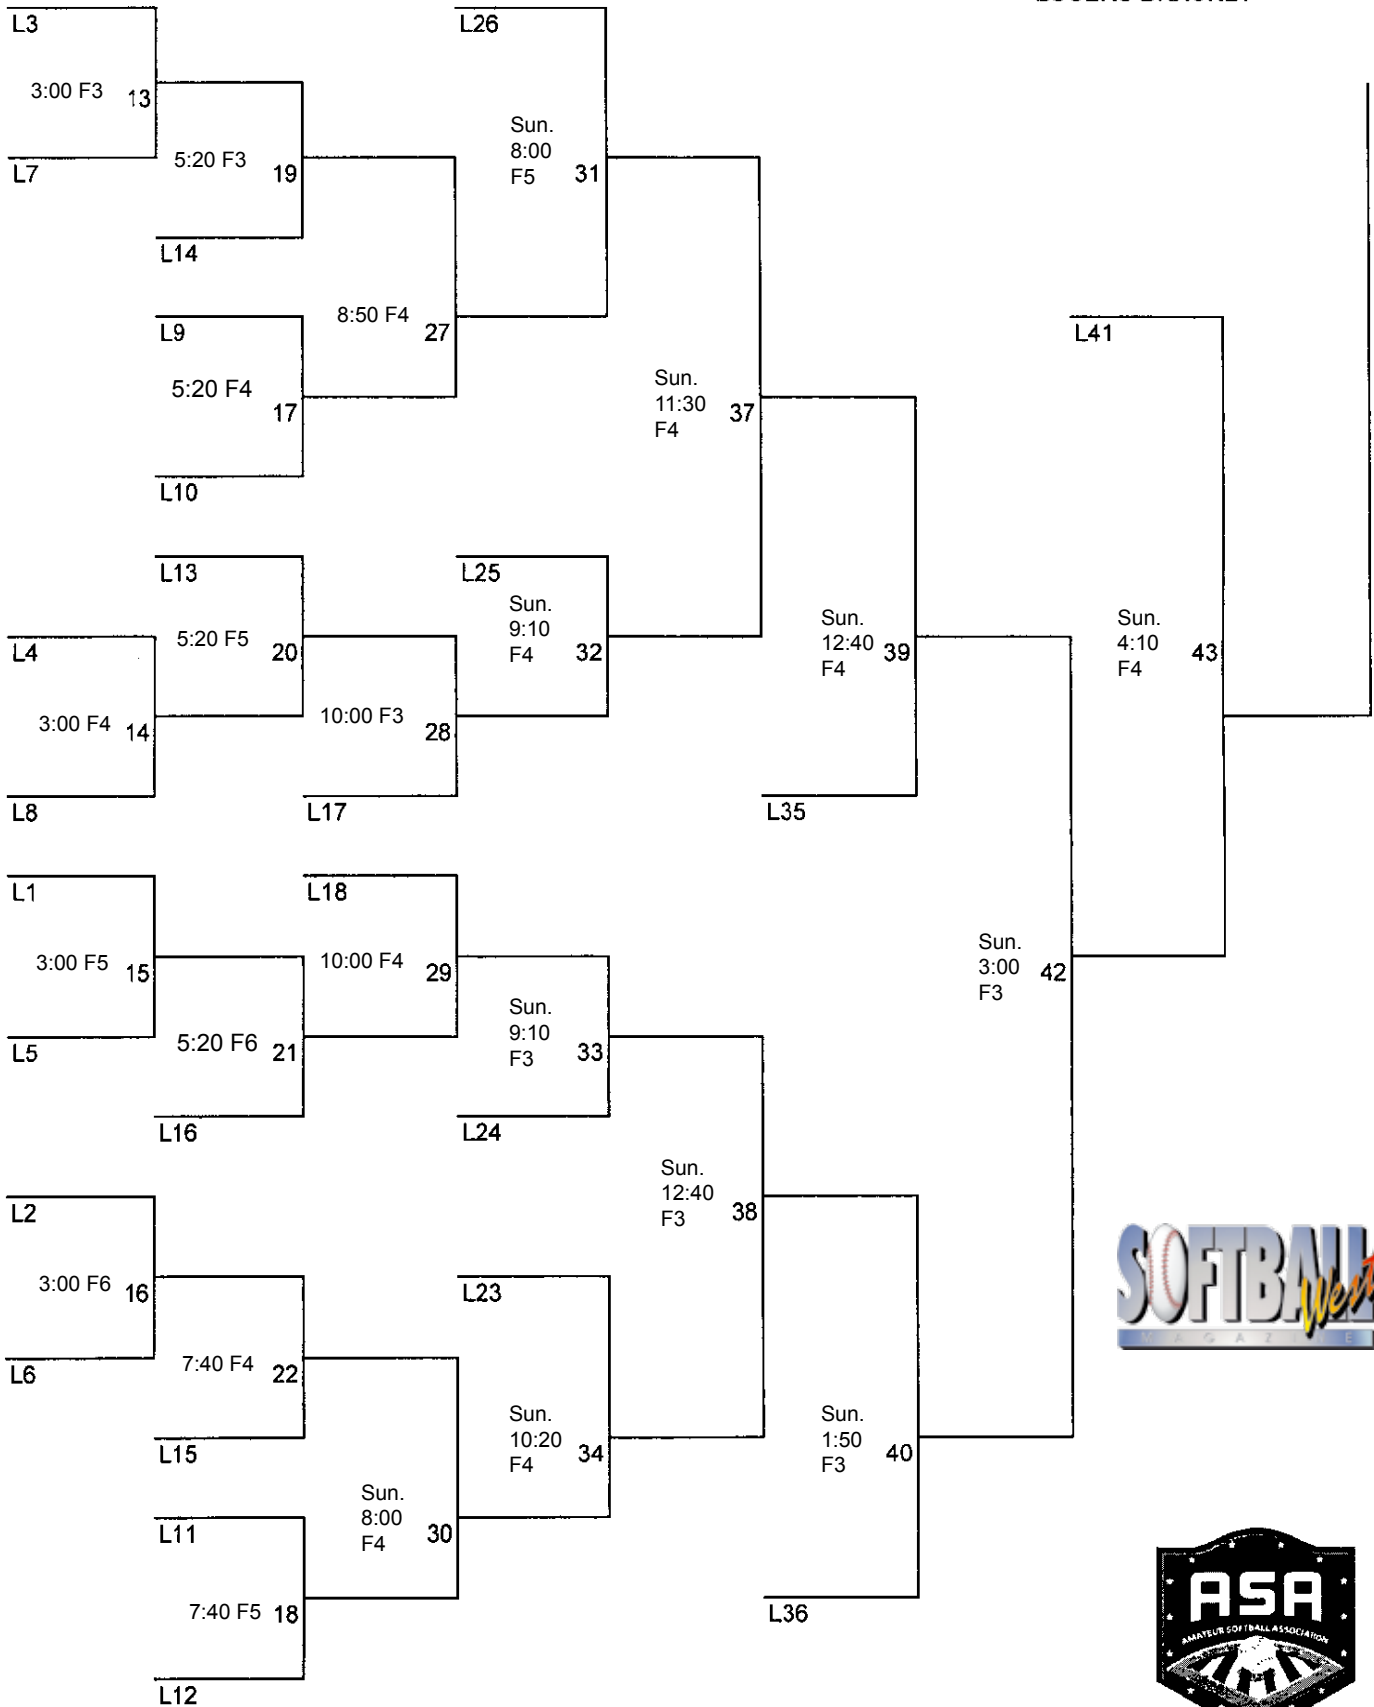 L3
L26
3:00 F3
13
Sun.
8:00
F5
31
L7
5:20 F3
19
L14
L9
8:50 F4
27
L41
5:20 F4
17
Sun.
11:30
F4
37
L10
L13
L25
Sun.
9:10
F4
32
L4
5:20 F5
20
Sun.
12:40
F4
39
Sun.
4:10
F4
43
3:00 F4
14
10:00 F3
28
L8
L17
L35
L1
L18
3:00 F5
15
10:00 F4
29
Sun.
3:00
F3
42
L5
5:20 F6
21
Sun.
9:10
F3
33
L16
L24
Sun.
12:40
F3
38
L2
3:00 F6
16
L23
SOFTBALL
West
MAGAZINE
L6
7:40 F4
22
L15
Sun.
10:20
F4
34
Sun.
1:50
F3
40
Sun.
8:00
F4
30
L11
7:40 F5
18
L36
L12
ASA
AMATEUR SOFTBALL ASSOCIATION